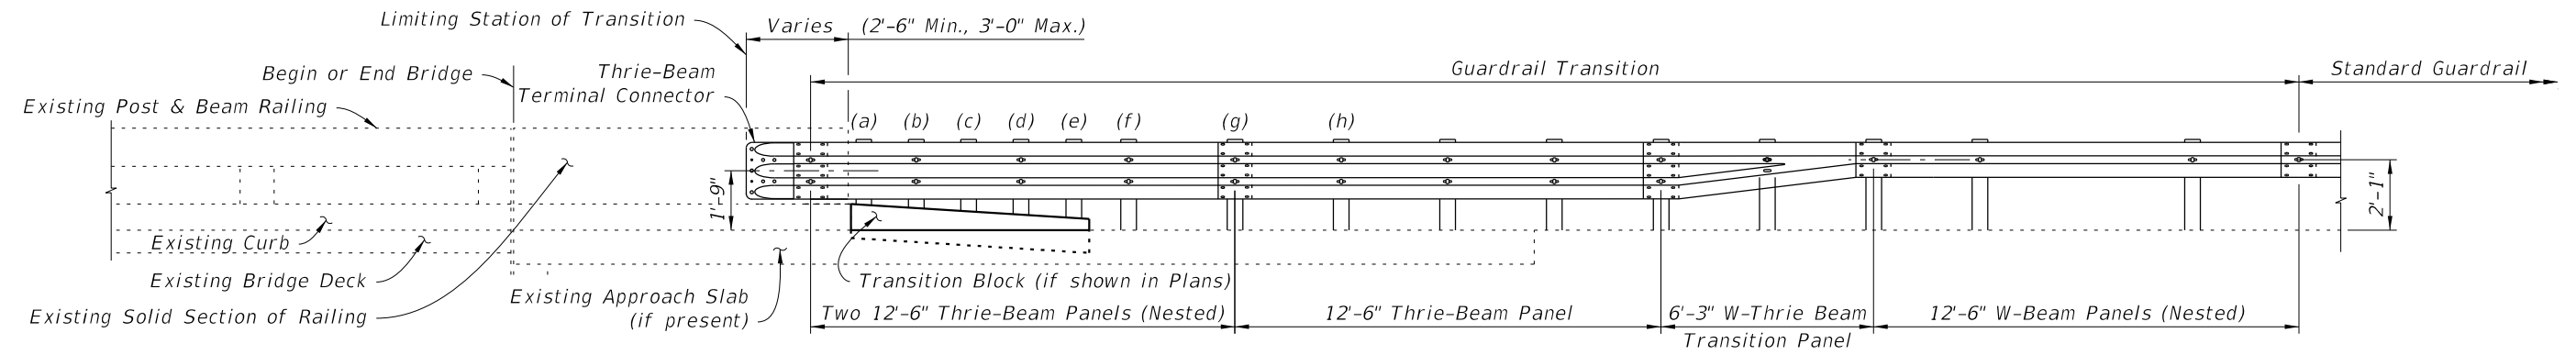 Limiting Station of Transition
Varies (2'-6" Min., 3'-0" Max.)
Begin or End Bridge
Thrie-Beam
Terminal Connector
Guardrail Transition
Standard Guardrail
Existing Post & Beam Railing
(a) (b) (c) (d) (e) (f) (g) (h)
1'-9"
2'-1"
Existing Curb
Existing Bridge Deck
Transition Block (if shown in Plans)
Existing Approach Slab
(if present)
Existing Solid Section of Railing
Two 12'-6" Thrie-Beam Panels (Nested)
12'-6" Thrie-Beam Panel
6'-3" W-Thrie Beam
Transition Panel
12'-6" W-Beam Panels (Nested)